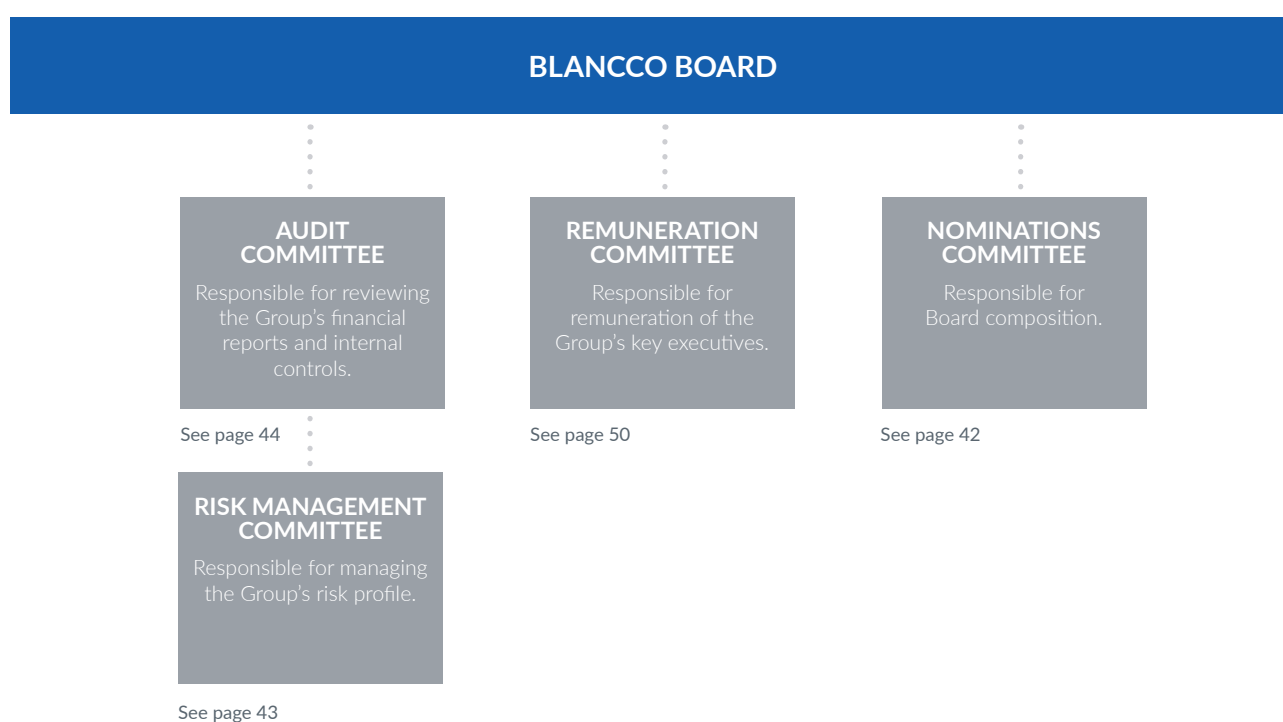 BLANCCO BOARD
AUDIT
COMMITTEE
Responsible for reviewing
the Group's financial
reports and internal
controls.
See page 44
REMUNERATION
COMMITTEE
Responsible for
remuneration of the
Group's key executives.
See page 50
NOMINATIONS
COMMITTEE
Responsible for
Board composition.
See page 42
RISK MANAGEMENT
COMMITTEE
Responsible for managing
the Group's risk profile.
See page 43